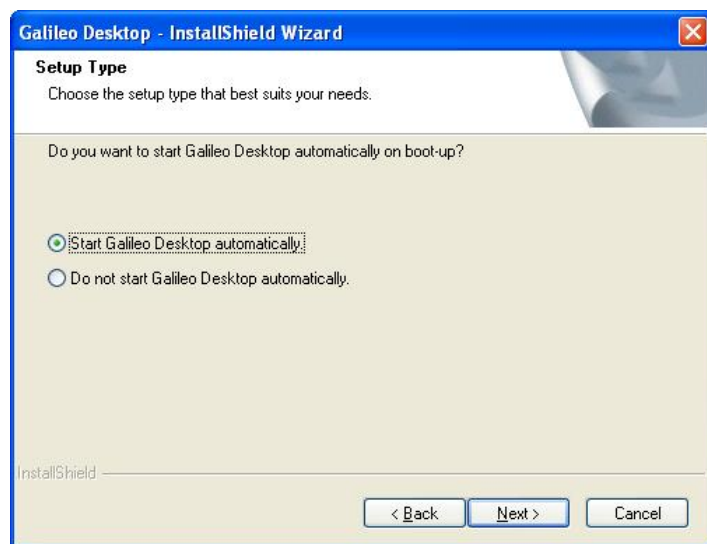 Galileo Desktop - InstallShield Wizard
Setup Type
Choose the setup type that best suits your needs.
Do you want to start Galileo Desktop automatically on boot-up?
Start Galileo Desktop automatically.
Do not start Galileo Desktop automatically.
InstallShield
< Back
Next >
Cancel